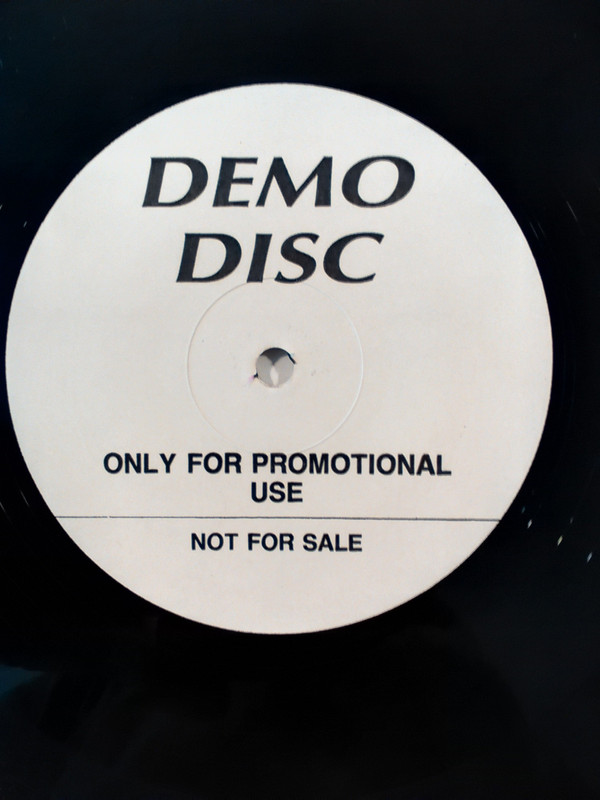 DEMO
DISC
ONLY FOR PROMOTIONAL
USE
NOT FOR SALE